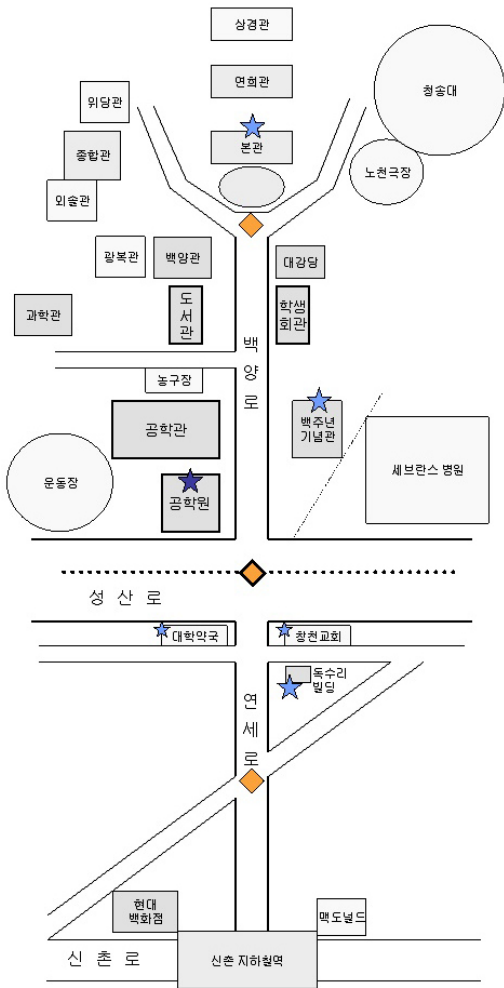 상경관
연희관
청송대
위당관
본관
종합관
노천극장
외솔관
광복관
백양관
대강당
과학관
도서관
학생
회관
백양로
농구장
공학관
백주년
기념관
세브란스 병원
운동장
공학원
성 산 로
대학약국
창천교회
독수리
빌딩
연세로
현대
백화점
맥도널드
신 촌 로
신촌 지하철역